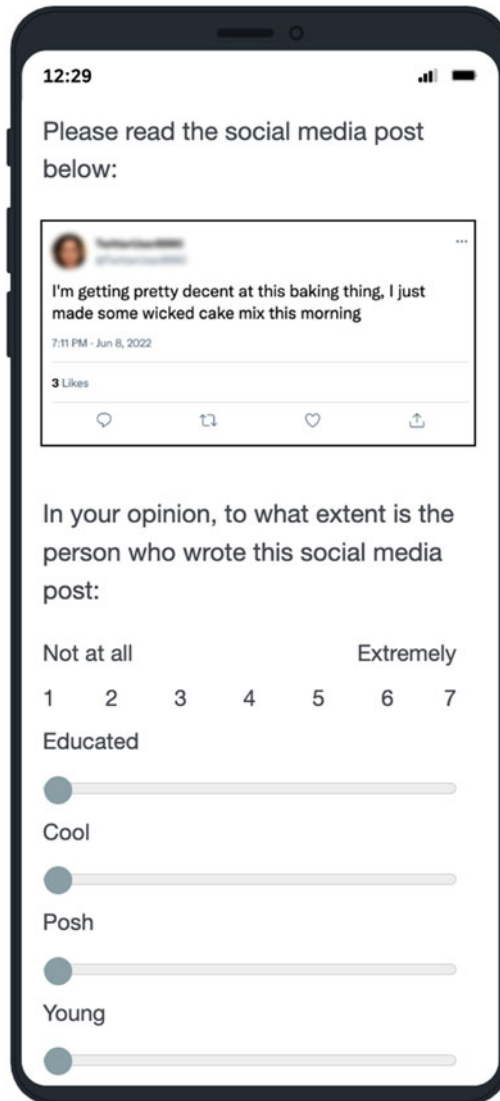 12:29
Please read the social media post
below:
I'm getting pretty decent at this baking thing, I just
made some wicked cake mix this morning
7:11 PM - Jun 8, 2022
3 Likes
In your opinion, to what extent is the
person who wrote this social media
post:
Not at all Extremely
1 2 3 4 5 6 7
Educated
Cool
Posh
Young